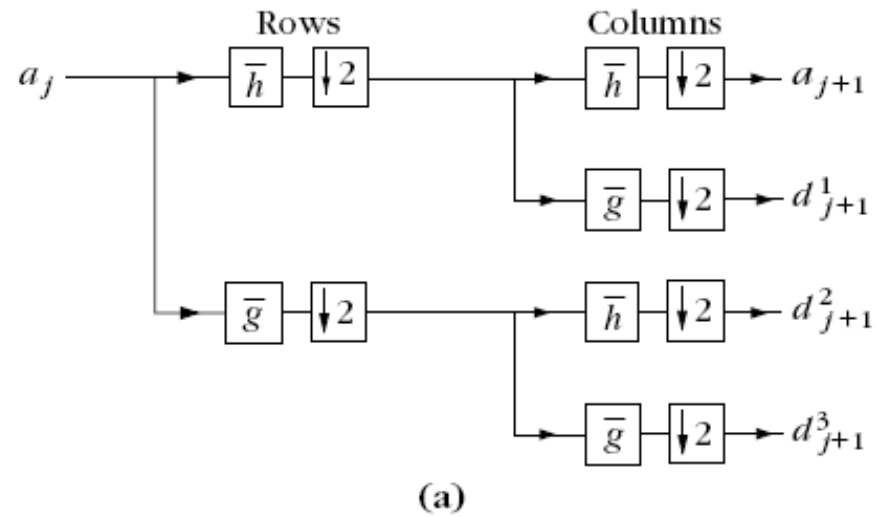 Rows Columns
a_j h̅ ↓2 h̅ ↓2 a_{j+1}
g̅ ↓2 d^1_{j+1}
g̅ ↓2 h̅ ↓2 d^2_{j+1}
g̅ ↓2 d^3_{j+1}
(a)